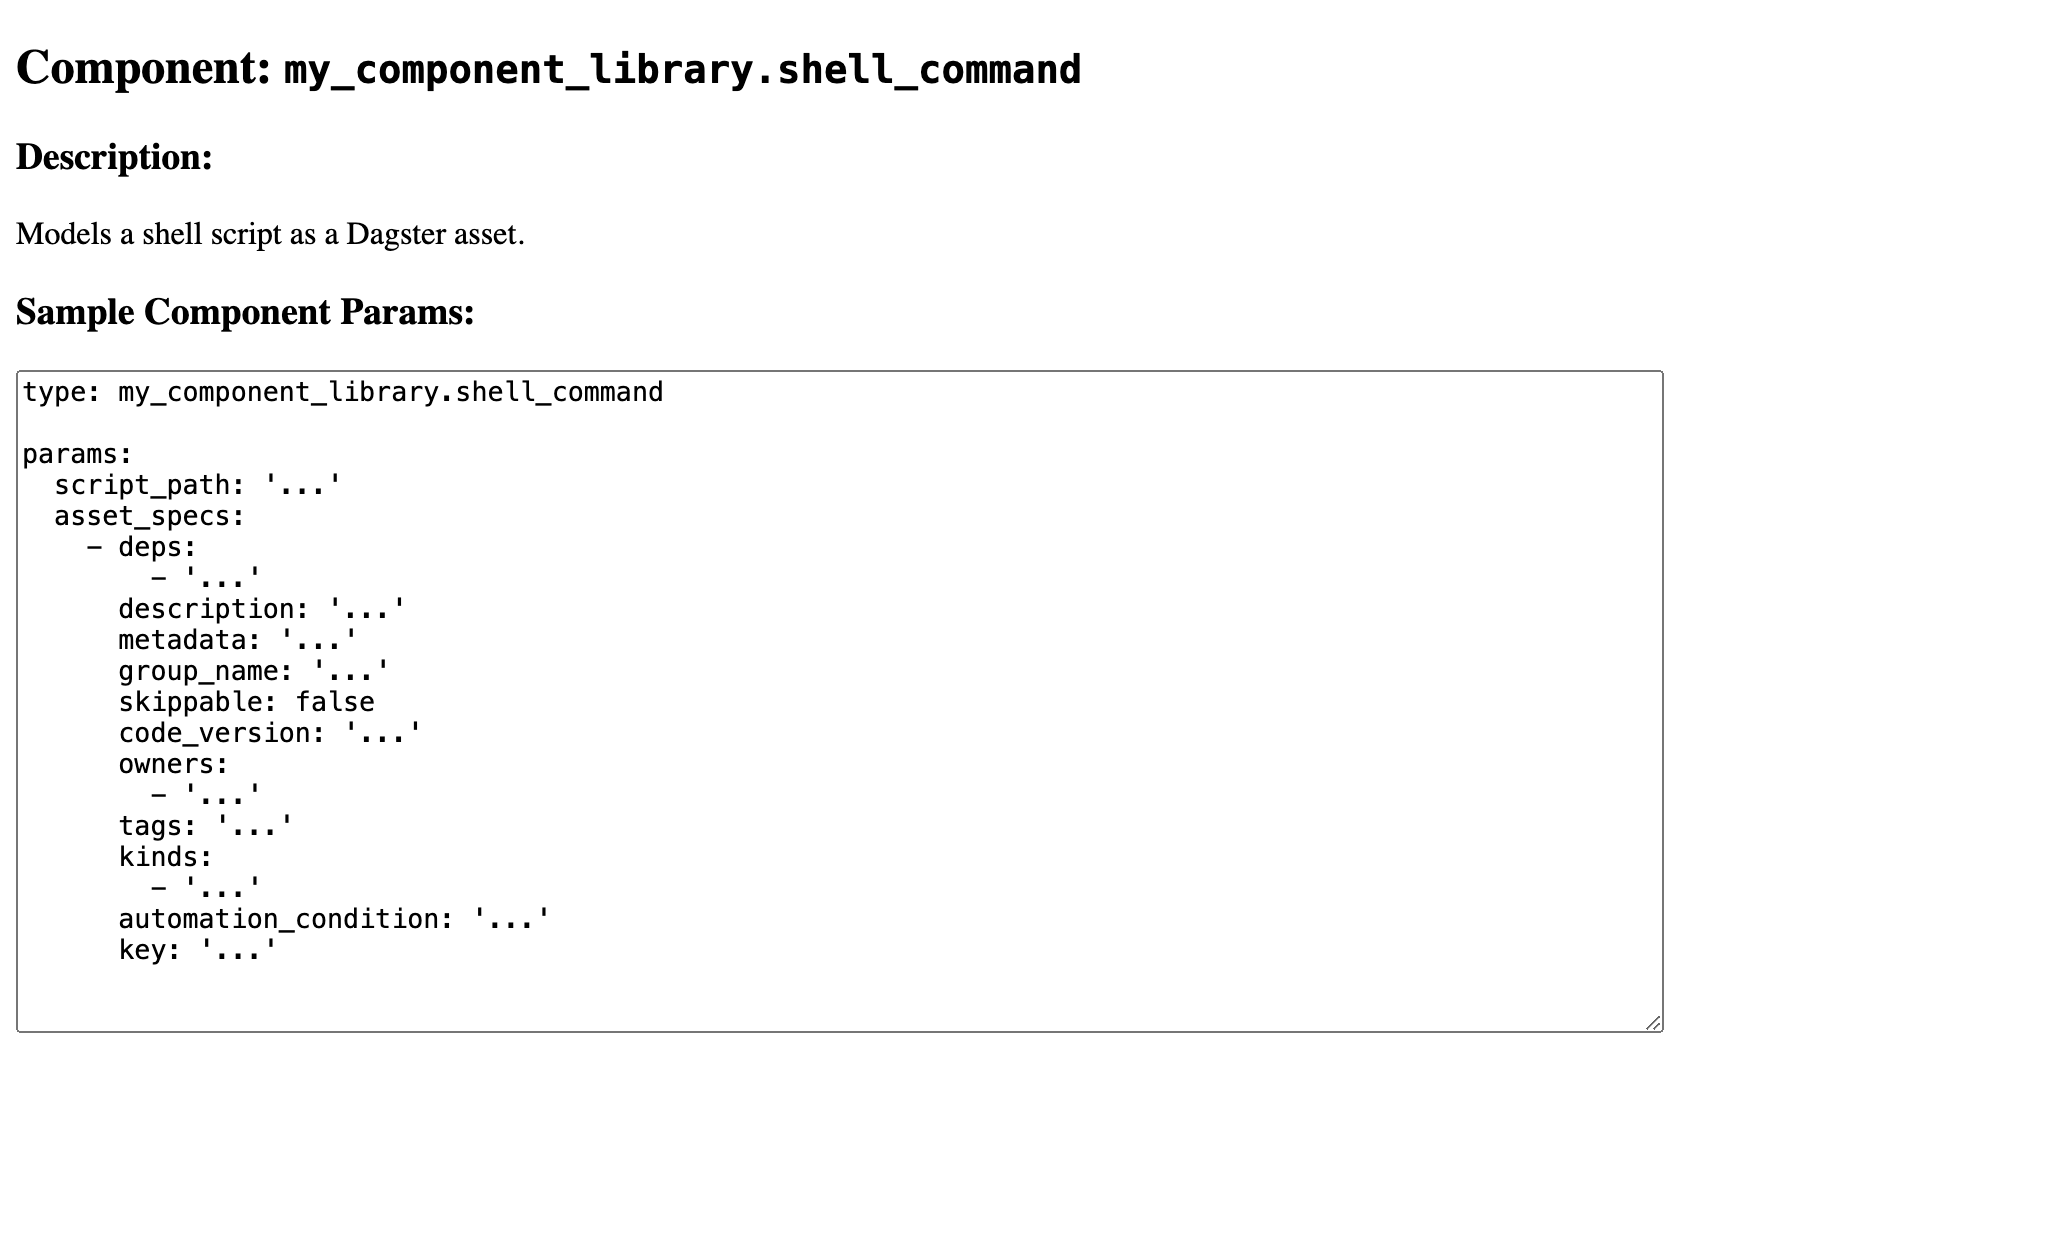 Component: my_component_library.shell_command
Description:
Models a shell script as a Dagster asset.
Sample Component Params:
type: my_component_library.shell_command

params:
  script_path: '...'
  asset_specs:
    - deps:
        - '...'
      description: '...'
      metadata: '...'
      group_name: '...'
      skippable: false
      code_version: '...'
      owners:
        - '...'
      tags: '...'
      kinds:
        - '...'
      automation_condition: '...'
      key: '...'